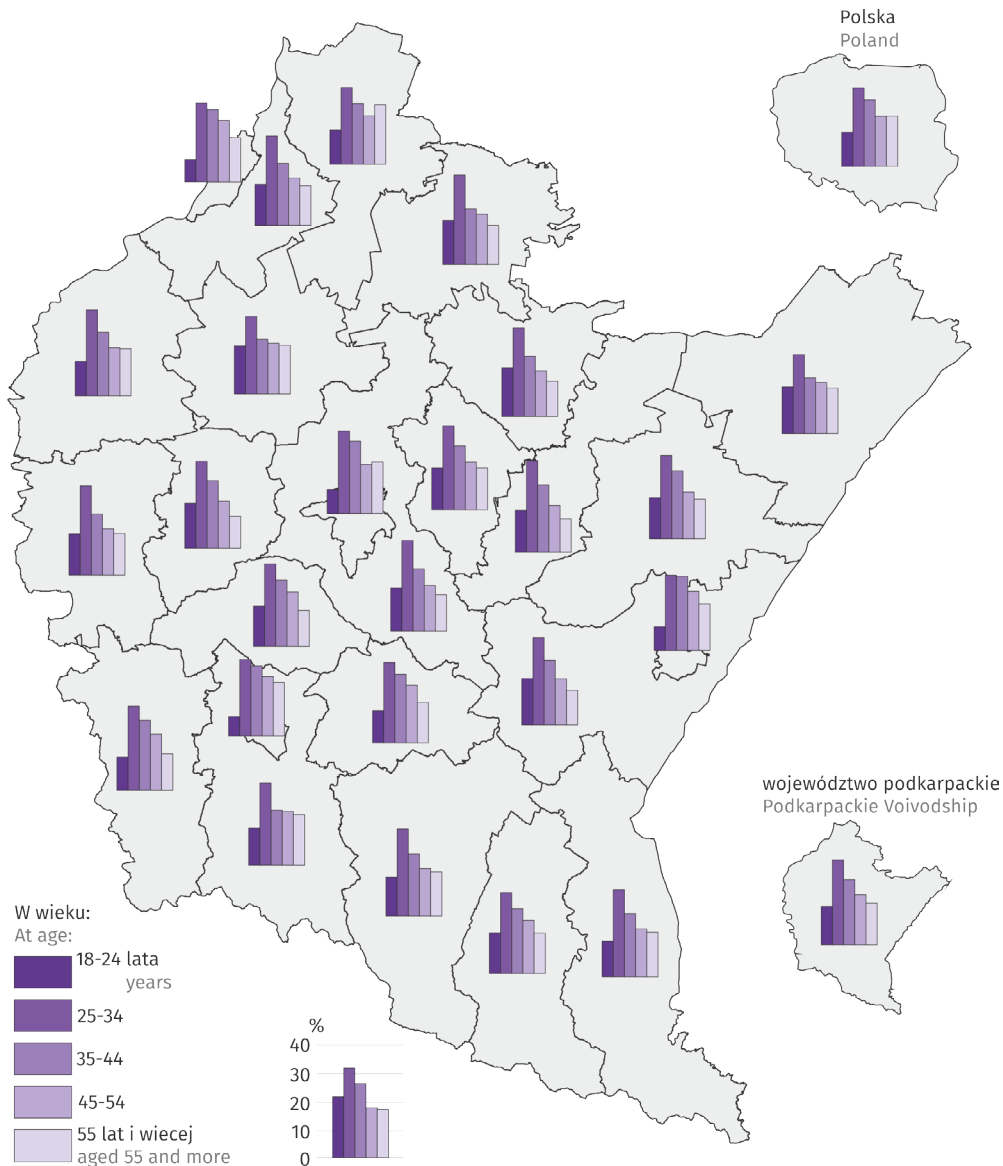 Polska
Poland
województwo podkarpackie
Podkarpackie Voivodship
W wieku:
At age:
18-24 lata
years
25-34
35-44
45-54
55 lat i wiecej
aged 55 and more
%
40
30
20
10
0